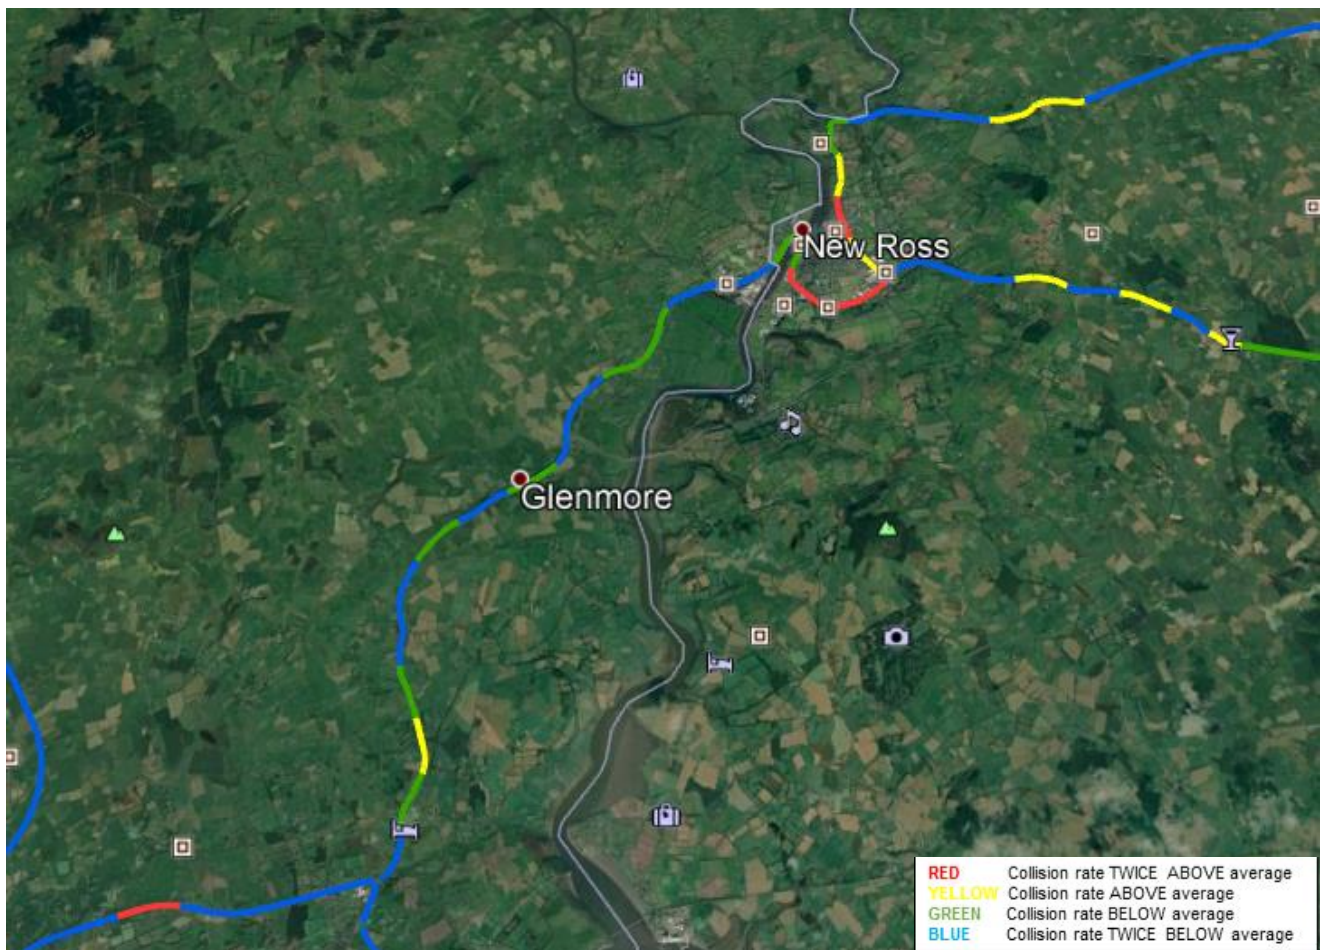 New Ross
Glenmore
RED Collision rate TWICE ABOVE average
YELLOW Collision rate ABOVE average
GREEN Collision rate BELOW average
BLUE Collision rate TWICE BELOW average